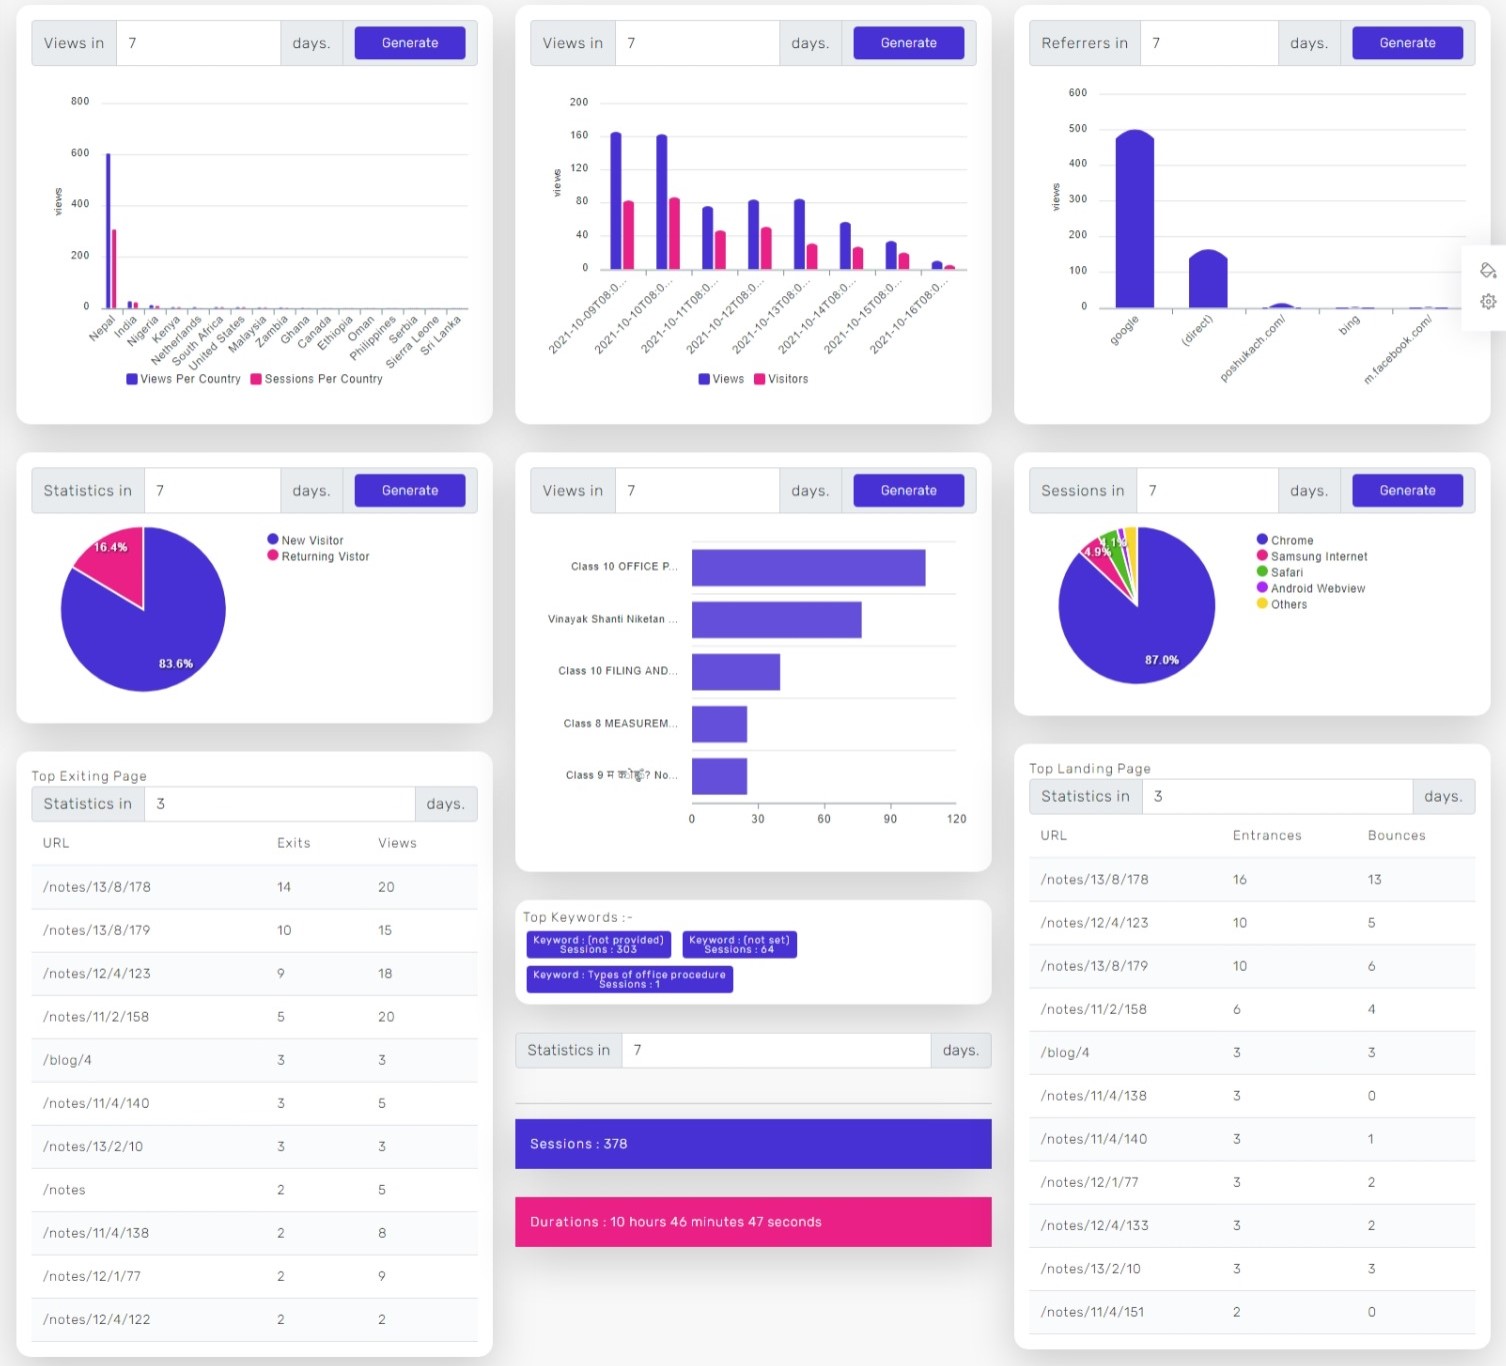 Views in 7 days. Generate
800
600
400
200
0
views
Nepal
India
Nigeria
Kenya
Netherlands
South Africa
United States
Malaysia
Zambia
Ghana
Canada
Ethiopia
Oman
Philippines
Serbia
Sierra Leone
Sri Lanka
Views Per Country Sessions Per Country
Views in 7 days. Generate
200
160
120
80
40
0
views
2021-10-09T08:0...
2021-10-10T08:0...
2021-10-11T08:0...
2021-10-12T08:0...
2021-10-13T08:0...
2021-10-14T08:0...
2021-10-15T08:0...
2021-10-16T08:0...
Views Visitors
Referrers in 7 days. Generate
600
500
400
300
200
100
0
views
google
(direct)
poshukach.com/
bing
m.facebook.com/
Statistics in 7 days. Generate
16.4%
83.6%
New Visitor
Returning Vistor
Views in 7 days. Generate
Class 10 OFFICE P...
Vinayak Shanti Niketan ...
Class 10 FILING AND...
Class 8 MEASUREM...
Class 9 म No...
0 30 60 90 120
Sessions in 7 days. Generate
4.9%
87.0%
Chrome
Samsung Internet
Safari
Android Webview
Others
Top Exiting Page
Statistics in 3 days.
URL Exits Views
/notes/13/8/178 14 20
/notes/13/8/179 10 15
/notes/12/4/123 9 18
/notes/11/2/158 5 20
/blog/4 3 3
/notes/11/4/140 3 5
/notes/13/2/10 3 3
/notes 2 5
/notes/11/4/138 2 8
/notes/12/1/77 2 9
/notes/12/4/122 2 2
Top Keywords :-
Keyword : (not provided)
Sessions : 303
Keyword : (not set)
Sessions : 64
Keyword : Types of office procedure
Sessions : 1
Statistics in 7 days.
Sessions : 378
Durations : 10 hours 46 minutes 47 seconds
Top Landing Page
Statistics in 3 days.
URL Entrances Bounces
/notes/13/8/178 16 13
/notes/12/4/123 10 5
/notes/13/8/179 10 6
/notes/11/2/158 6 4
/blog/4 3 3
/notes/11/4/138 3 0
/notes/11/4/140 3 1
/notes/12/1/77 3 2
/notes/12/4/133 3 2
/notes/13/2/10 3 3
/notes/11/4/151 2 0